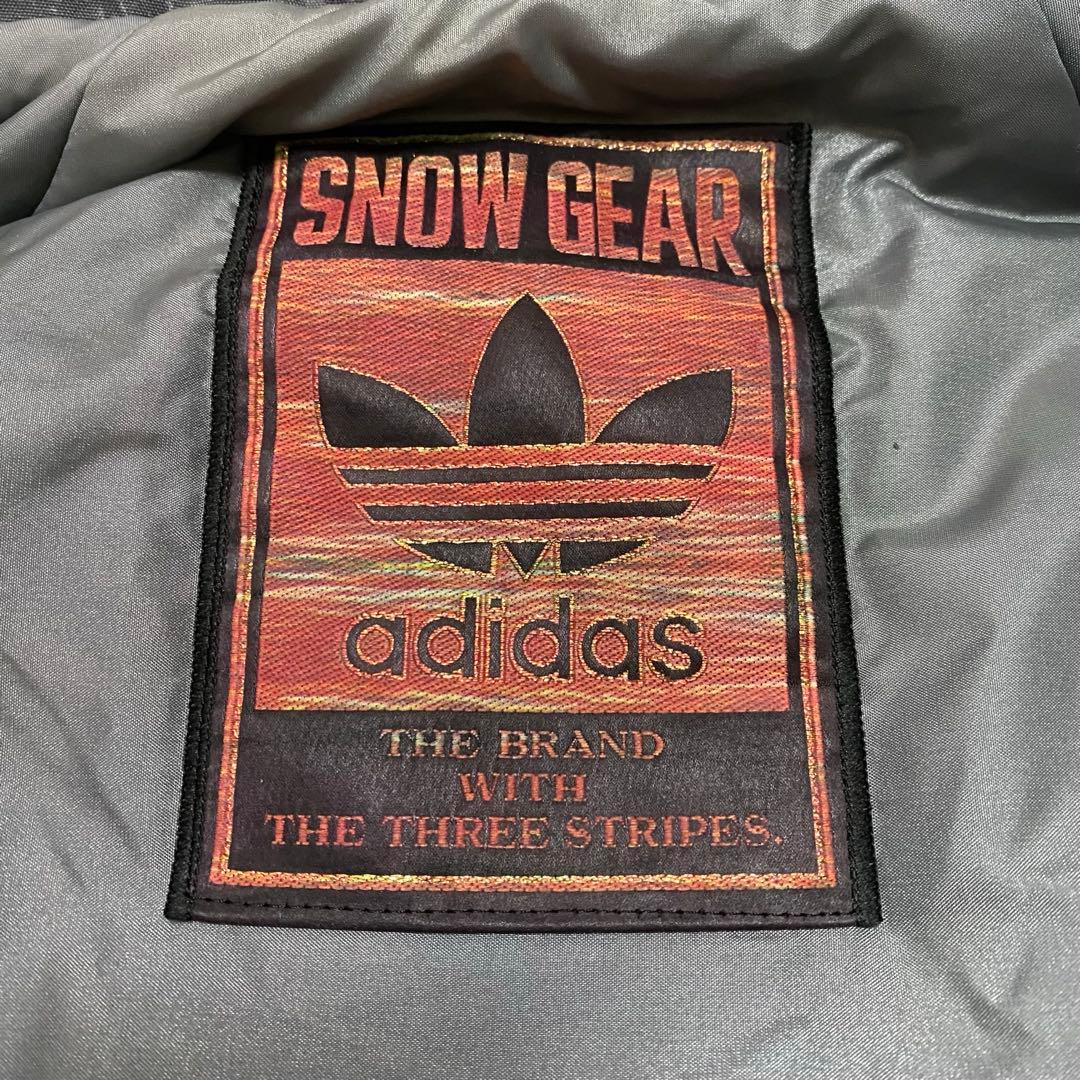 SNOW GEAR
adidas
THE BRAND
WITH
THE THREE STRIPES.